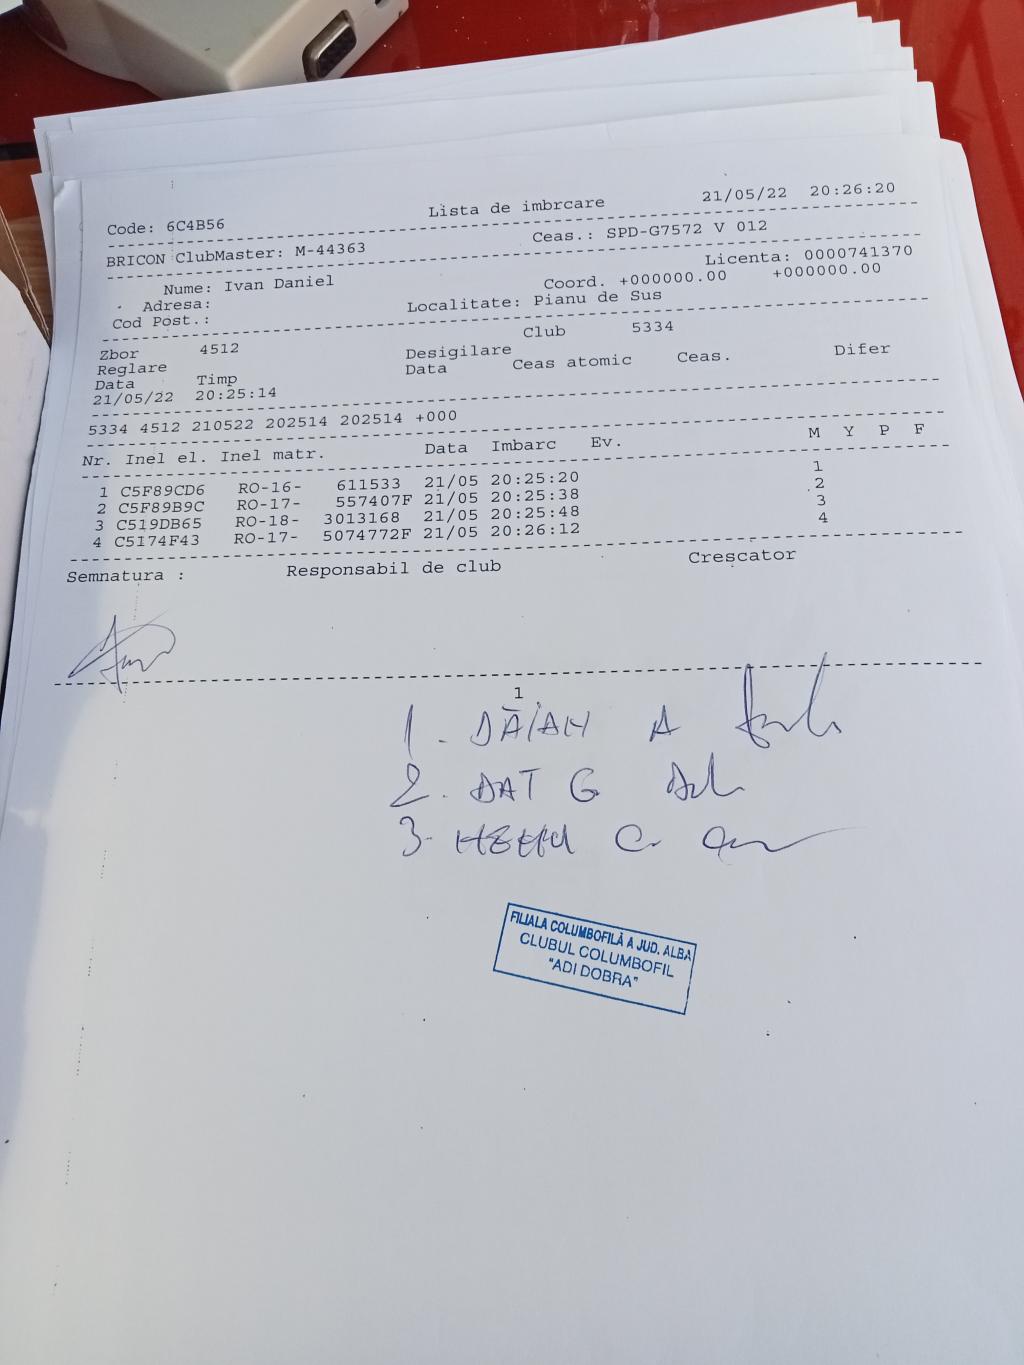 Code: 6C4B56 Lista de imbrcare 21/05/22 20:26:20
BRICON ClubMaster: M-44363 Ceas.: SPD-G7572 V 012
Licenta: 0000741370
Nume: Ivan Daniel Coord. +000000.00 +000000.00
Adresa: Localitate: Pianu de Sus
Cod Post.:
Club 5334
Zbor 4512 Desigilare
Reglare Data Ceas atomic Ceas. Difer
Data Timp
21/05/22 20:25:14
5334 4512 210522 202514 202514 +000
Nr. Inel el. Inel matr. Data Imbarc Ev. M Y P F
1 C5F89CD6 RO-16- 611533 21/05 20:25:20 1
2 C5F89B9C RO-17- 557407F 21/05 20:25:38 2
3 C519DB65 RO-18- 3013168 21/05 20:25:48 3
4 C5174F43 RO-17- 5074772F 21/05 20:26:12 4
Semnatura : Responsabil de club Crescator
1
1. A
2. DAT G
3. C.
FILIALA COLUMBOFILĂ A JUD. ALBA
CLUBUL COLUMBOFIL
"ADI DOBRA"